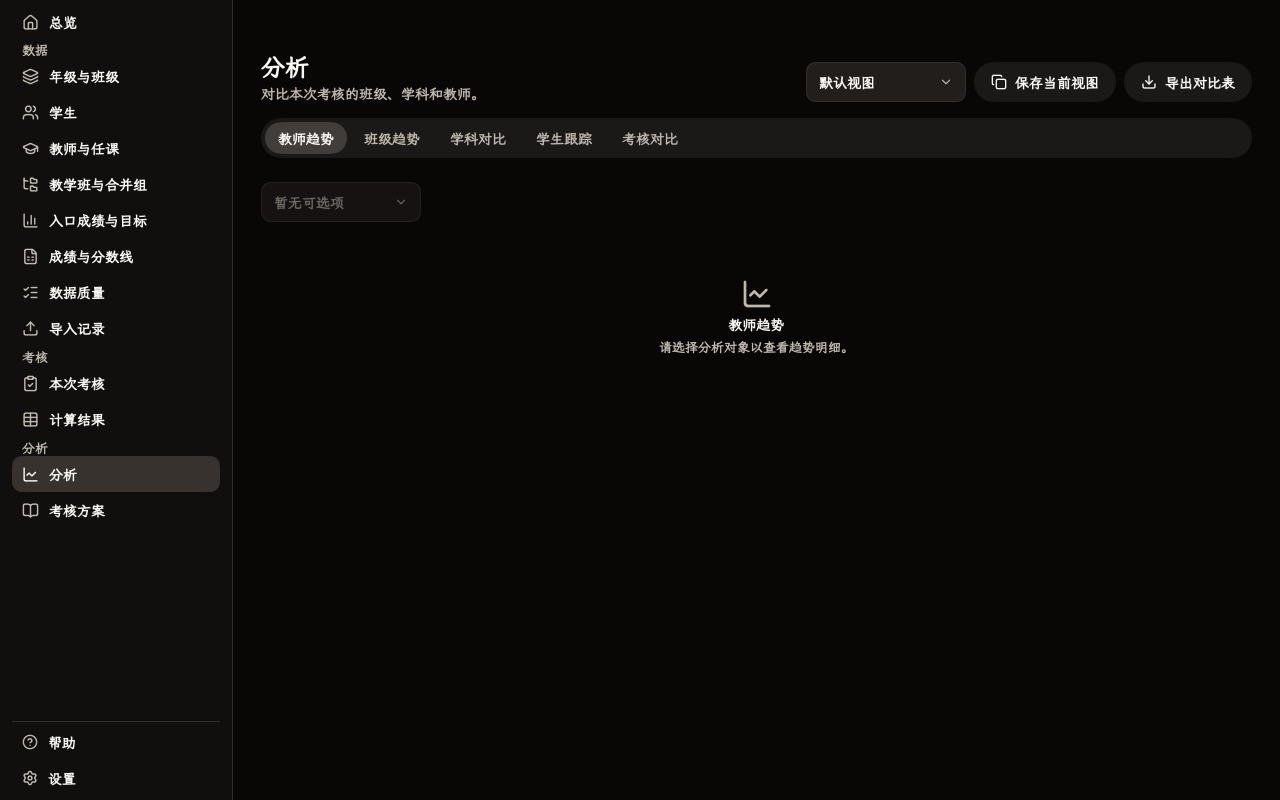 总览
数据
年级与班级
学生
教师与任课
教学班与合并组
入口成绩与目标
成绩与分数线
数据质量
导入记录
考核
本次考核
计算结果
分析
分析
考核方案
帮助
设置
分析
对比本次考核的班级、学科和教师。
默认视图
保存当前视图
导出对比表
教师趋势
班级趋势
学科对比
学生跟踪
考核对比
暂无可选项
教师趋势
请选择分析对象以查看趋势明细。